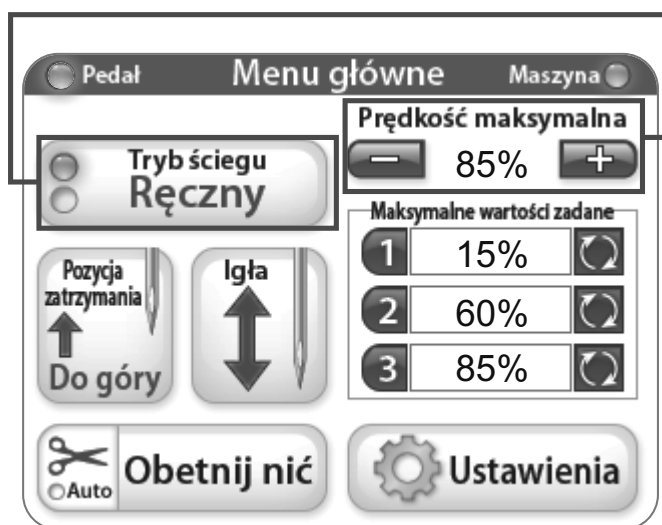 Pedał Menu główne Maszyna
Tryb ściegu
Ręczny
Prędkość maksymalna
85%
Maksymalne wartości zadane
1 15%
2 60%
3 85%
Pozycja
zatrzymania
Do góry
Igła
Auto
Obetnij nić
Ustawienia